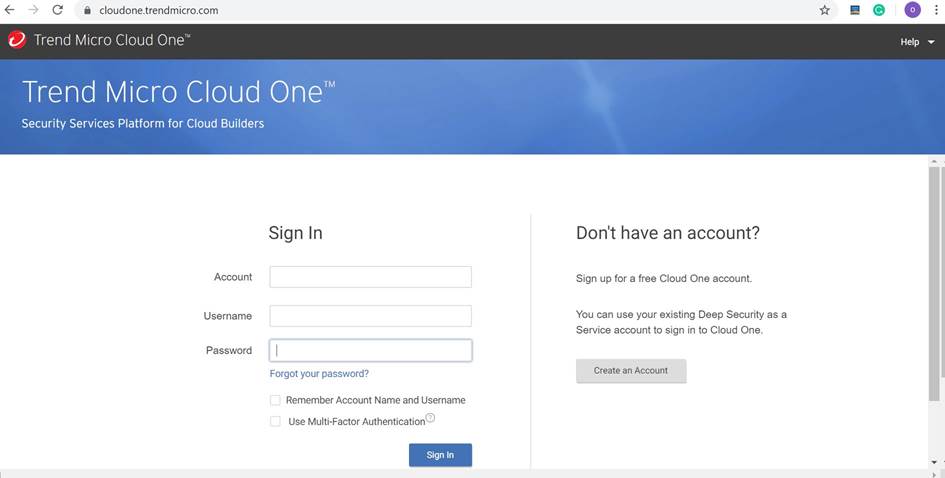 cloudone.trendmicro.com
O
Trend Micro Cloud One™
Help
Trend Micro Cloud One™
Security Services Platform for Cloud Builders
Sign In
Account
Username
Password
Forgot your password?
Remember Account Name and Username
Use Multi-Factor Authentication ?
Sign In
Don't have an account?
Sign up for a free Cloud One account.
You can use your existing Deep Security as a
Service account to sign in to Cloud One.
Create an Account